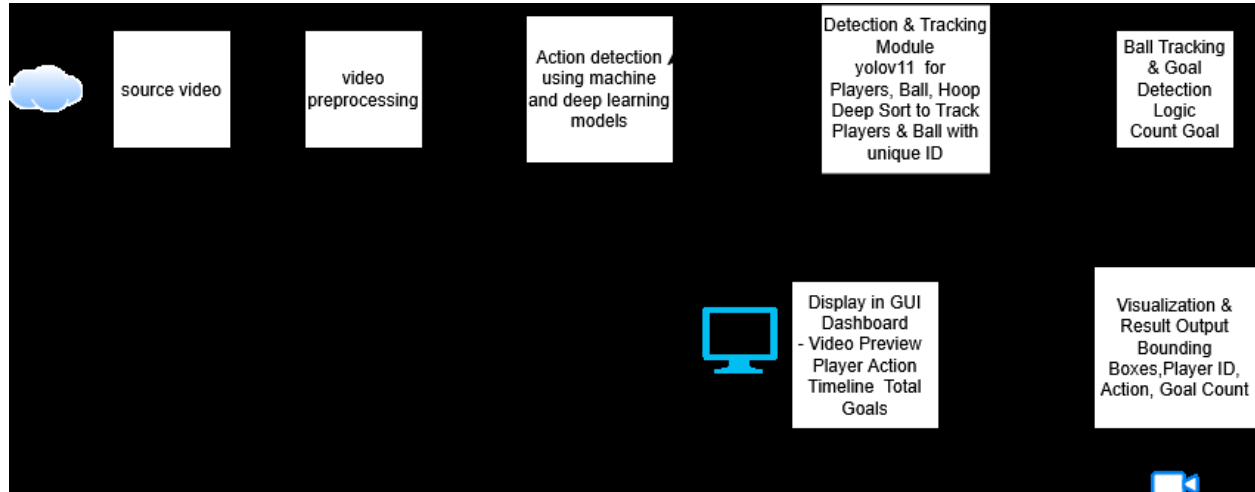 source video
video
preprocessing
Action detection
using machine
and deep learning
models
Detection & Tracking
Module
yolov11 for
Players, Ball, Hoop
Deep Sort to Track
Players & Ball with
unique ID
Ball Tracking
& Goal
Detection
Logic
Count Goal
Display in GUI
Dashboard
- Video Preview
Player Action
Timeline Total
Goals
Visualization &
Result Output
Bounding
Boxes,Player ID,
Action, Goal Count